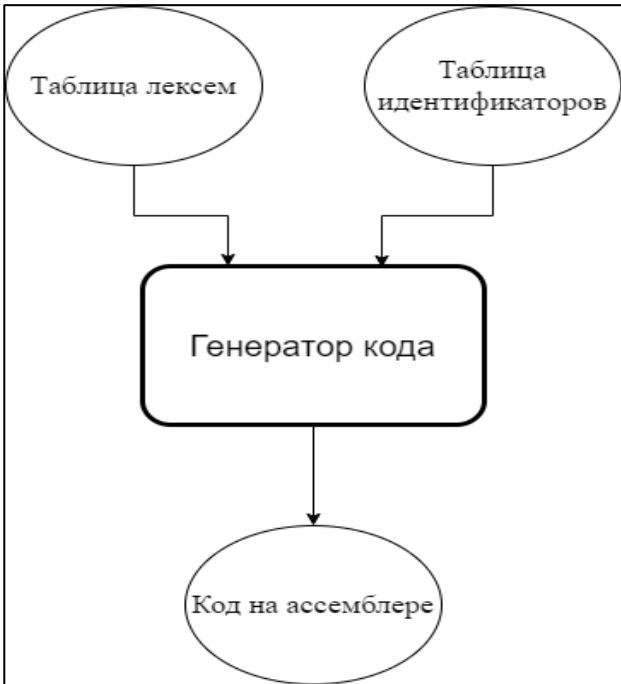 Таблица лексем
Таблица
идентификаторов
Генератор кода
Код на ассемблере